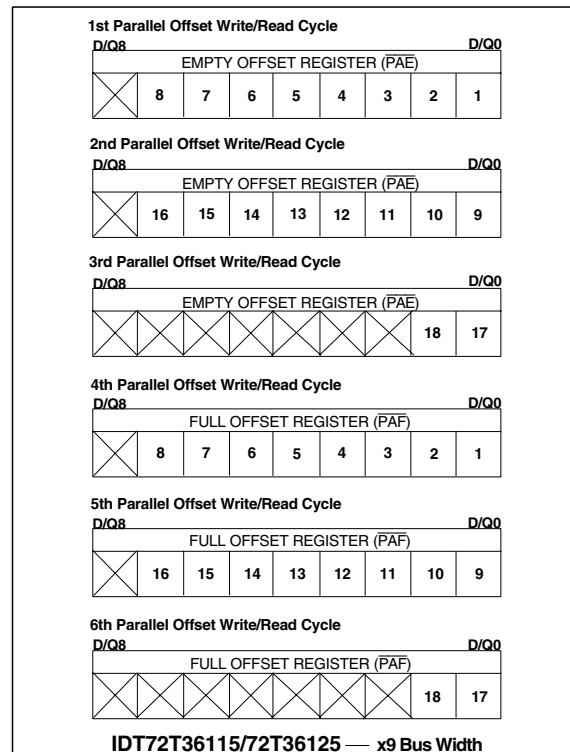 1st Parallel Offset Write/Read Cycle
D/Q8 D/Q0
EMPTY OFFSET REGISTER (PAE)
8 7 6 5 4 3 2 1
2nd Parallel Offset Write/Read Cycle
D/Q8 D/Q0
EMPTY OFFSET REGISTER (PAE)
16 15 14 13 12 11 10 9
3rd Parallel Offset Write/Read Cycle
D/Q8 D/Q0
EMPTY OFFSET REGISTER (PAE)
18 17
4th Parallel Offset Write/Read Cycle
D/Q8 D/Q0
FULL OFFSET REGISTER (PAF)
8 7 6 5 4 3 2 1
5th Parallel Offset Write/Read Cycle
D/Q8 D/Q0
FULL OFFSET REGISTER (PAF)
16 15 14 13 12 11 10 9
6th Parallel Offset Write/Read Cycle
D/Q8 D/Q0
FULL OFFSET REGISTER (PAF)
18 17
IDT72T36115/72T36125 — x9 Bus Width